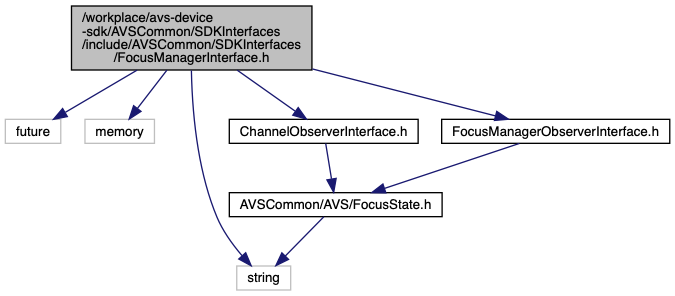 /workplace/avs-device
-sdk/AVSCommon/SDKInterfaces
/include/AVSCommon/SDKInterfaces
/FocusManagerInterface.h
future
memory
ChannelObserverInterface.h
FocusManagerObserverInterface.h
AVSCommon/AVS/FocusState.h
string